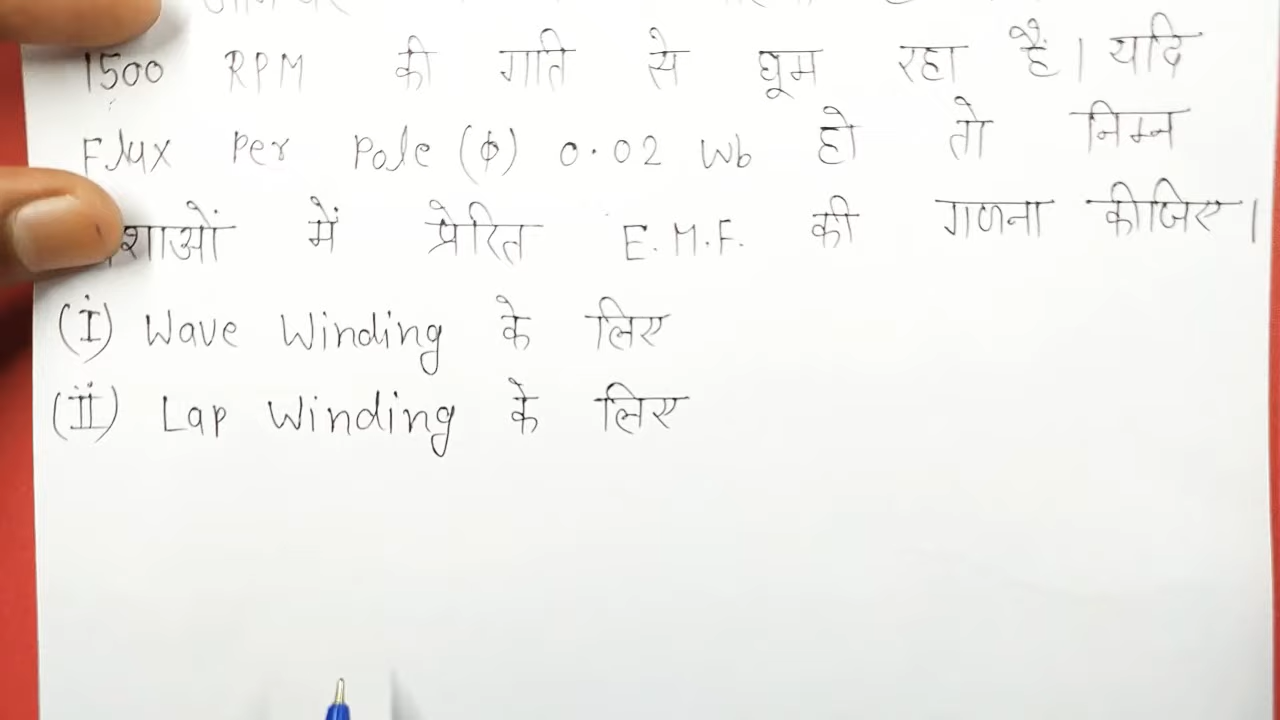 1500 RPM की गति से घूम रहा है। यदि
Flux Per Pole (ϕ) 0.02 Wb हो तो निम्न
में प्रेरित E.M.F. की गणना कीजिए।
(i) Wave Winding के लिए
(ii) Lap Winding के लिए